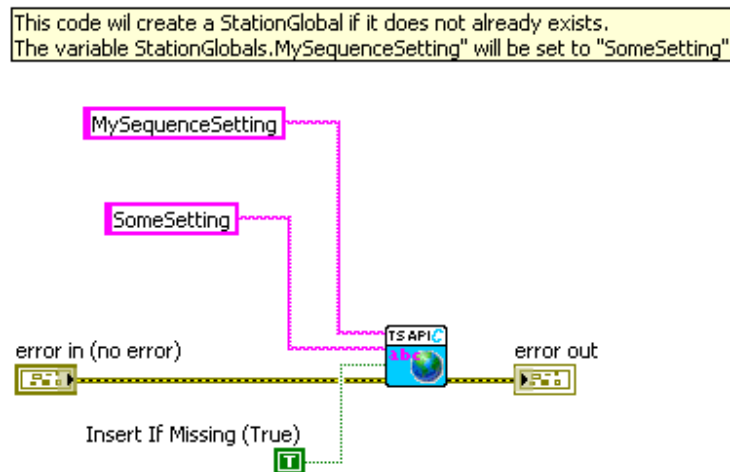 This code wil create a StationGlobal if it does not already exists.
The variable StationGlobals.MySequenceSetting" will be set to "SomeSetting"
MySequenceSetting
SomeSetting
TS API C
abc
error in (no error)
error out
Insert If Missing (True)
T